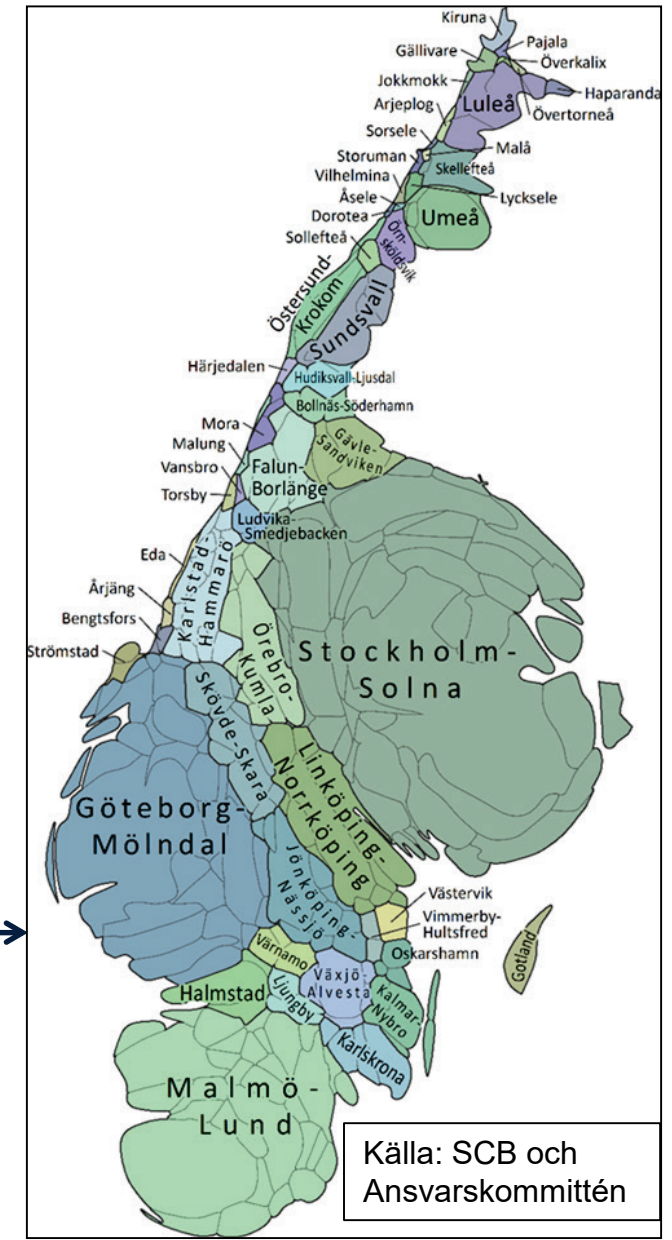 Kiruna
Pajala
Gällivare
Överkalix
Jokkmokk
Haparanda
Luleå
Arjeplog
Övertorneå
Sorsele
Malå
Storuman
Skellefteå
Vilhelmina
Åsele
Lycksele
Dorotea
Umeå
Sollefteå
Örn-
sköldsvik
Östersund-
Krokom
Sundsvall
Härjedalen
Hudiksvall-Ljusdal
Bollnäs-Söderhamn
Mora
Gävle-
Sandviken
Malung
Vansbro
Falun-
Borlänge
Torsby
Ludvika-
Smedjebacken
Eda
Karlstad-
Hammarö
Årjäng
Bengtsfors
Örebro-
Kumla
Strömstad
Stockholm-
Solna
Skövde-Skara
Linköping-
Norrköping
Göteborg-
Mölndal
Jönköping-
Nässjö
Västervik
Vimmerby-
Hultsfred
Värnamo
Oskarshamn
Gotland
Halmstad
Ljungby
Växjö-
Alvesta
Kalmar-
Nybro
Karlskrona
Malmö-
Lund
Källa: SCB och
Ansvarskommittén